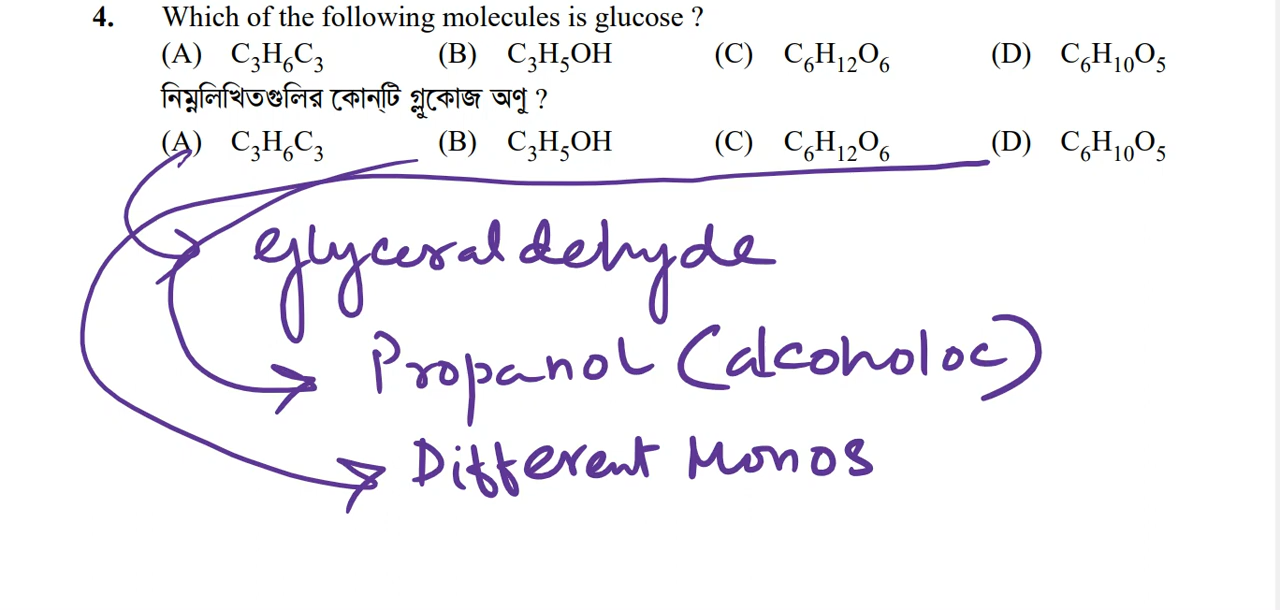 4. Which of the following molecules is glucose ?
(A) C₃H₆C₃ (B) C₃H₅OH (C) C₆H₁₂O₆ (D) C₆H₁₀O₅
নিম্নলিখিতগুলির কোন্‌টি গ্লুকোজ অণু ?
(A) C₃H₆C₃ (B) C₃H₅OH (C) C₆H₁₂O₆ (D) C₆H₁₀O₅
glyceraldehyde
Propanol (alcoholoc)
Different Monos